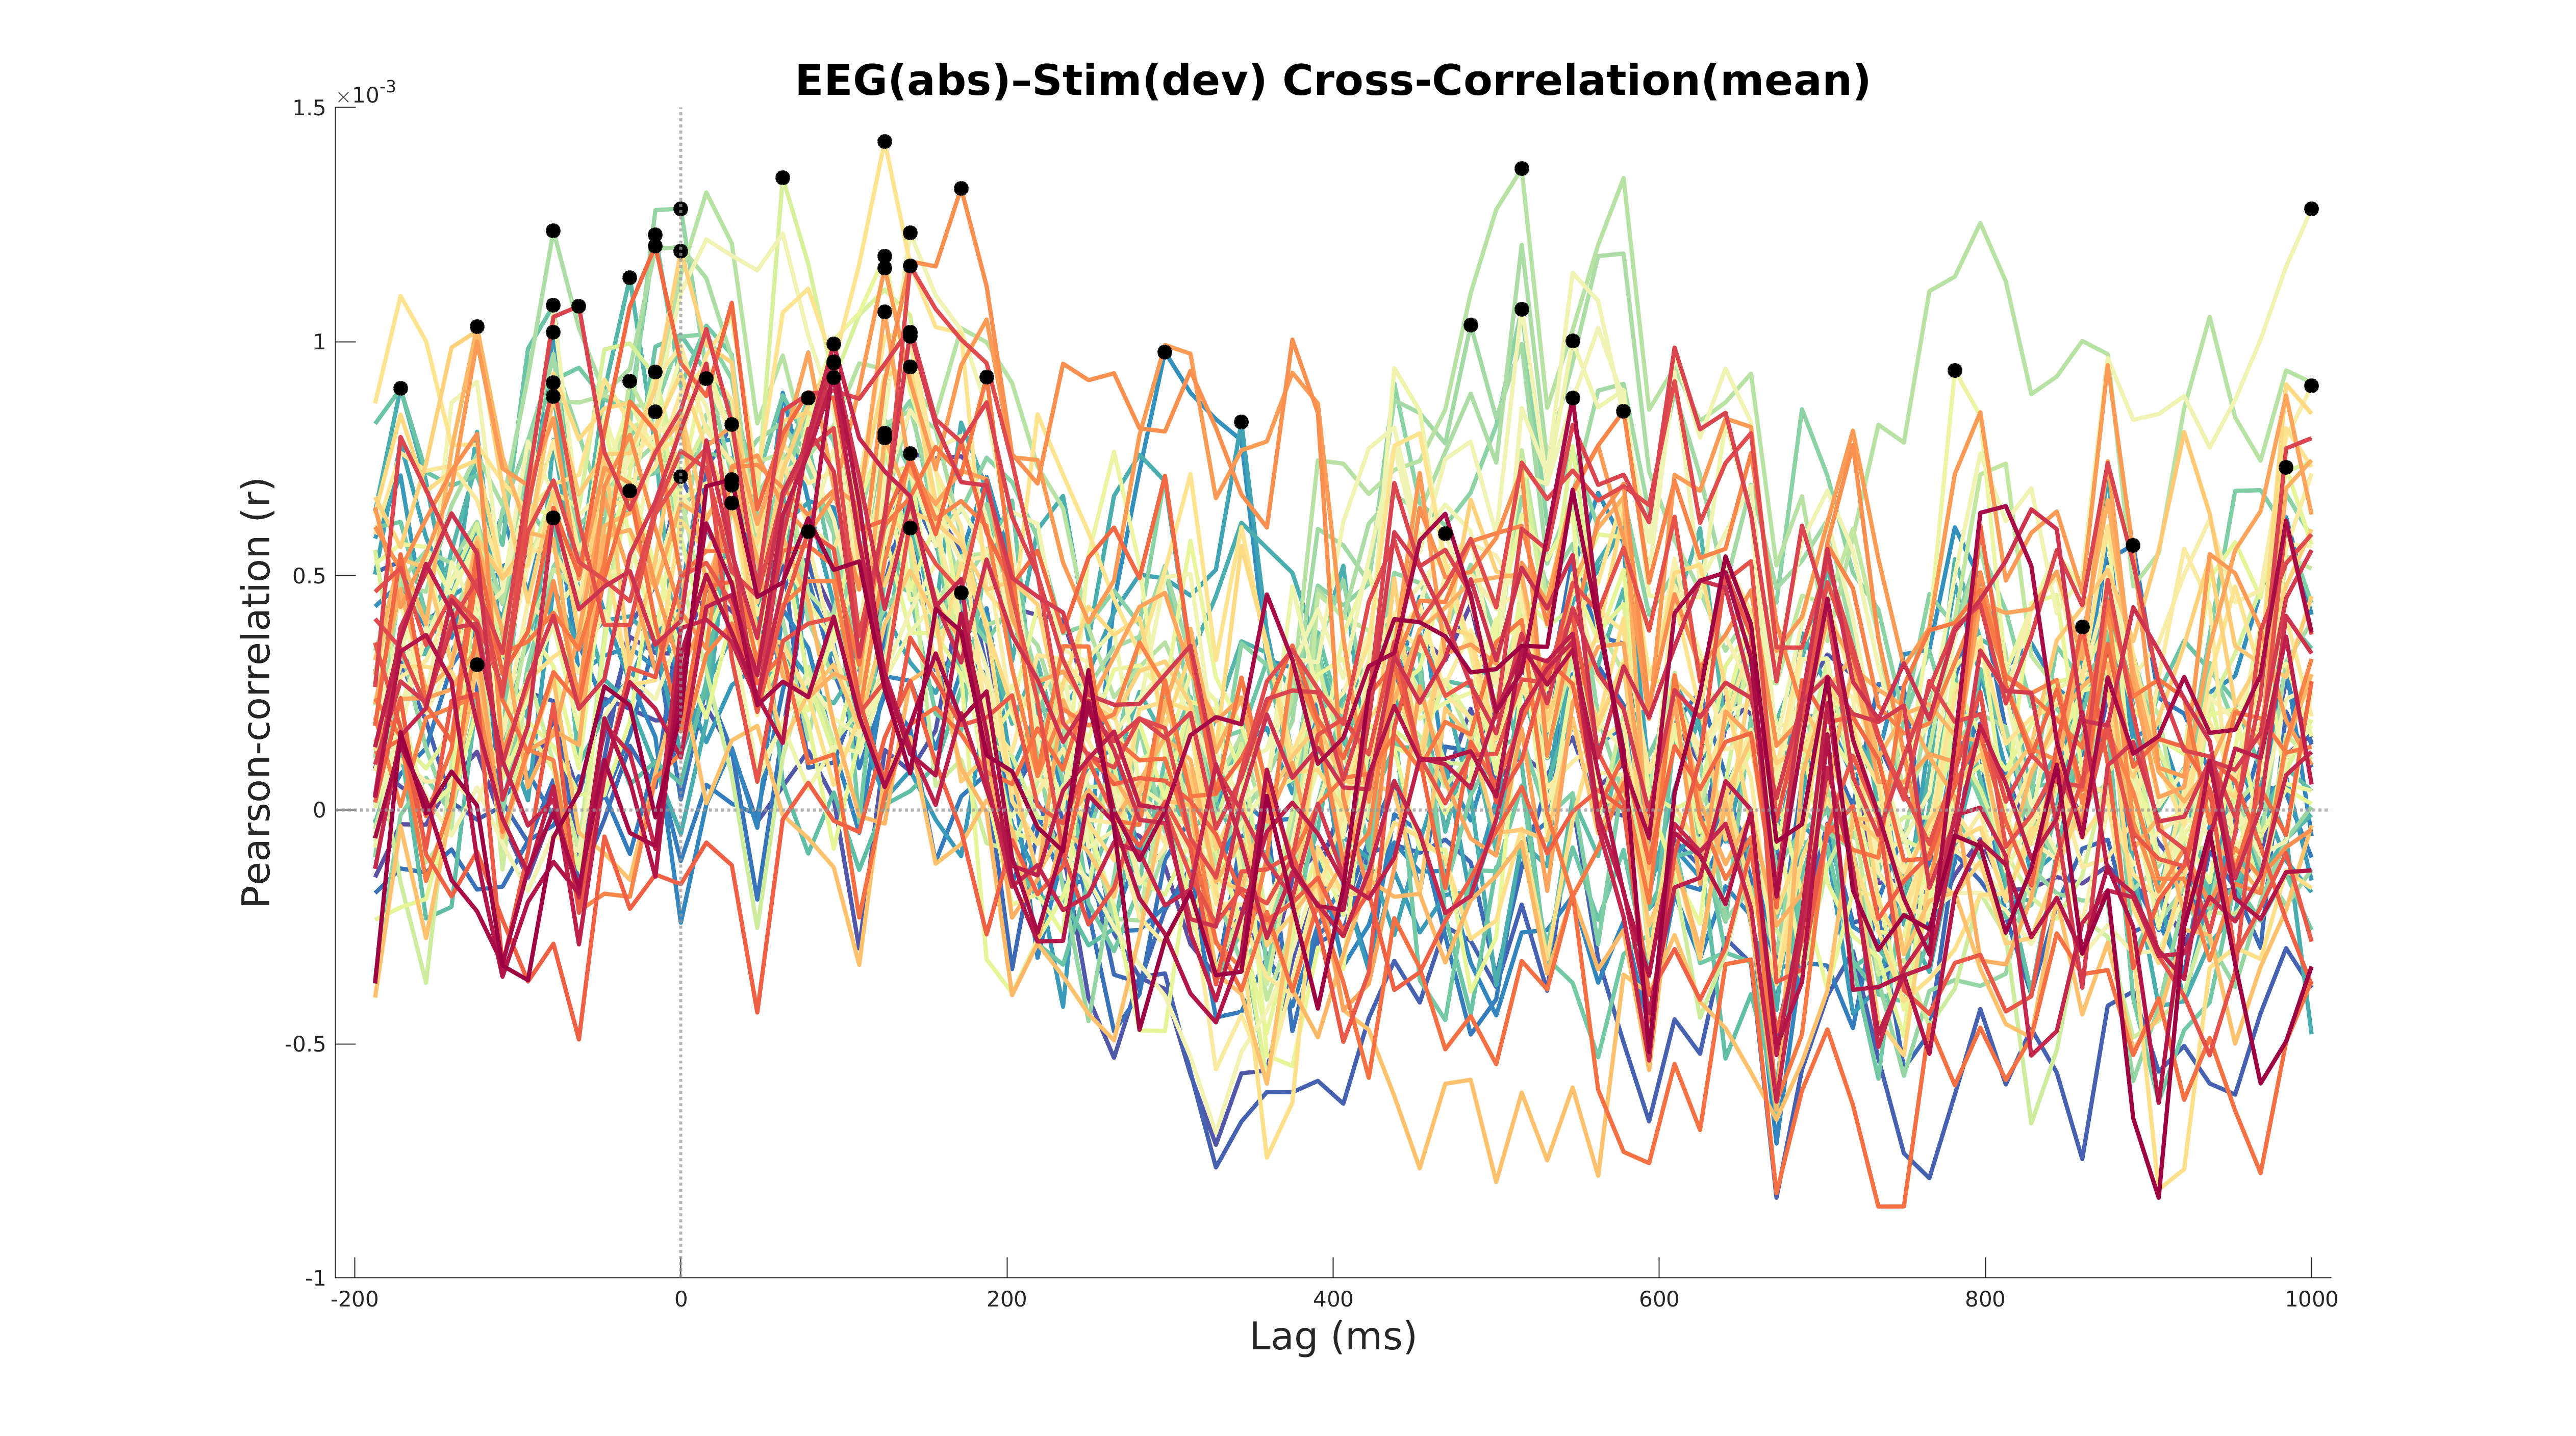 EEG(abs)–Stim(dev) Cross-Correlation(mean)
×10-3
1.5
1
0.5
0
-0.5
-1
Pearson-correlation (r)
-200 0 200 400 600 800 1000
Lag (ms)